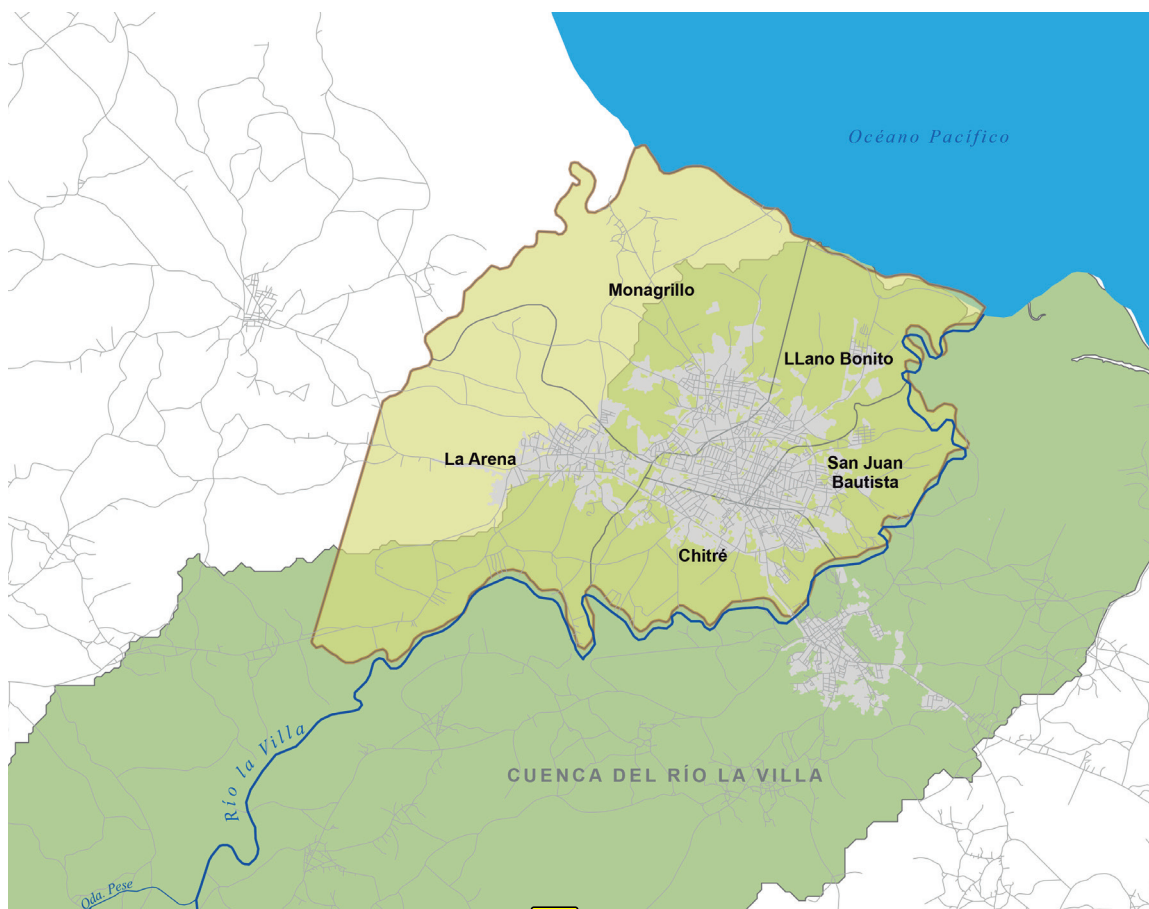 Océano Pacífico
Monagrillo
LLano Bonito
La Arena
San Juan
Bautista
Chitré
Río la Villa
CUENCA DEL RÍO LA VILLA
Qda. Pese